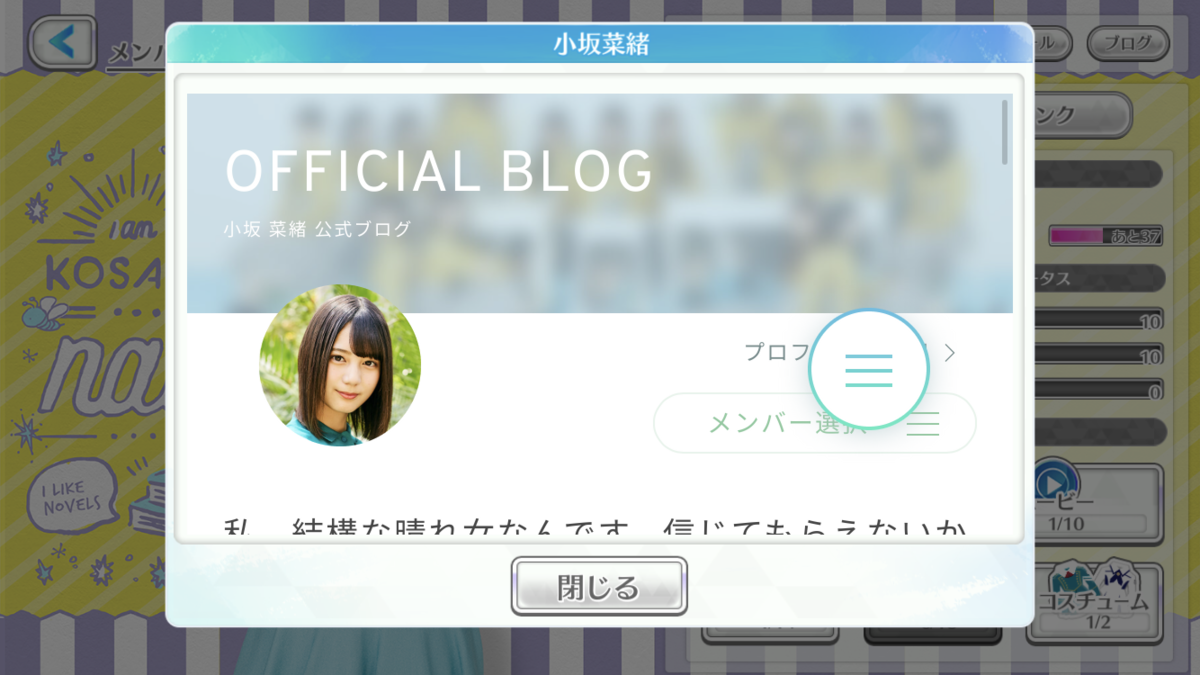 小坂菜緒
メンバ
ール
ブログ
OFFICIAL BLOG
小坂 菜緒 公式ブログ
ンク
i am
KOSA
na
I LIKE
NOVELS
あと37
タス
10
10
0
プロフ
メンバー選択
私、結構な晴れ女なんです。信じてもらえないか
ービー
1/10
コスチューム
1/2
閉じる